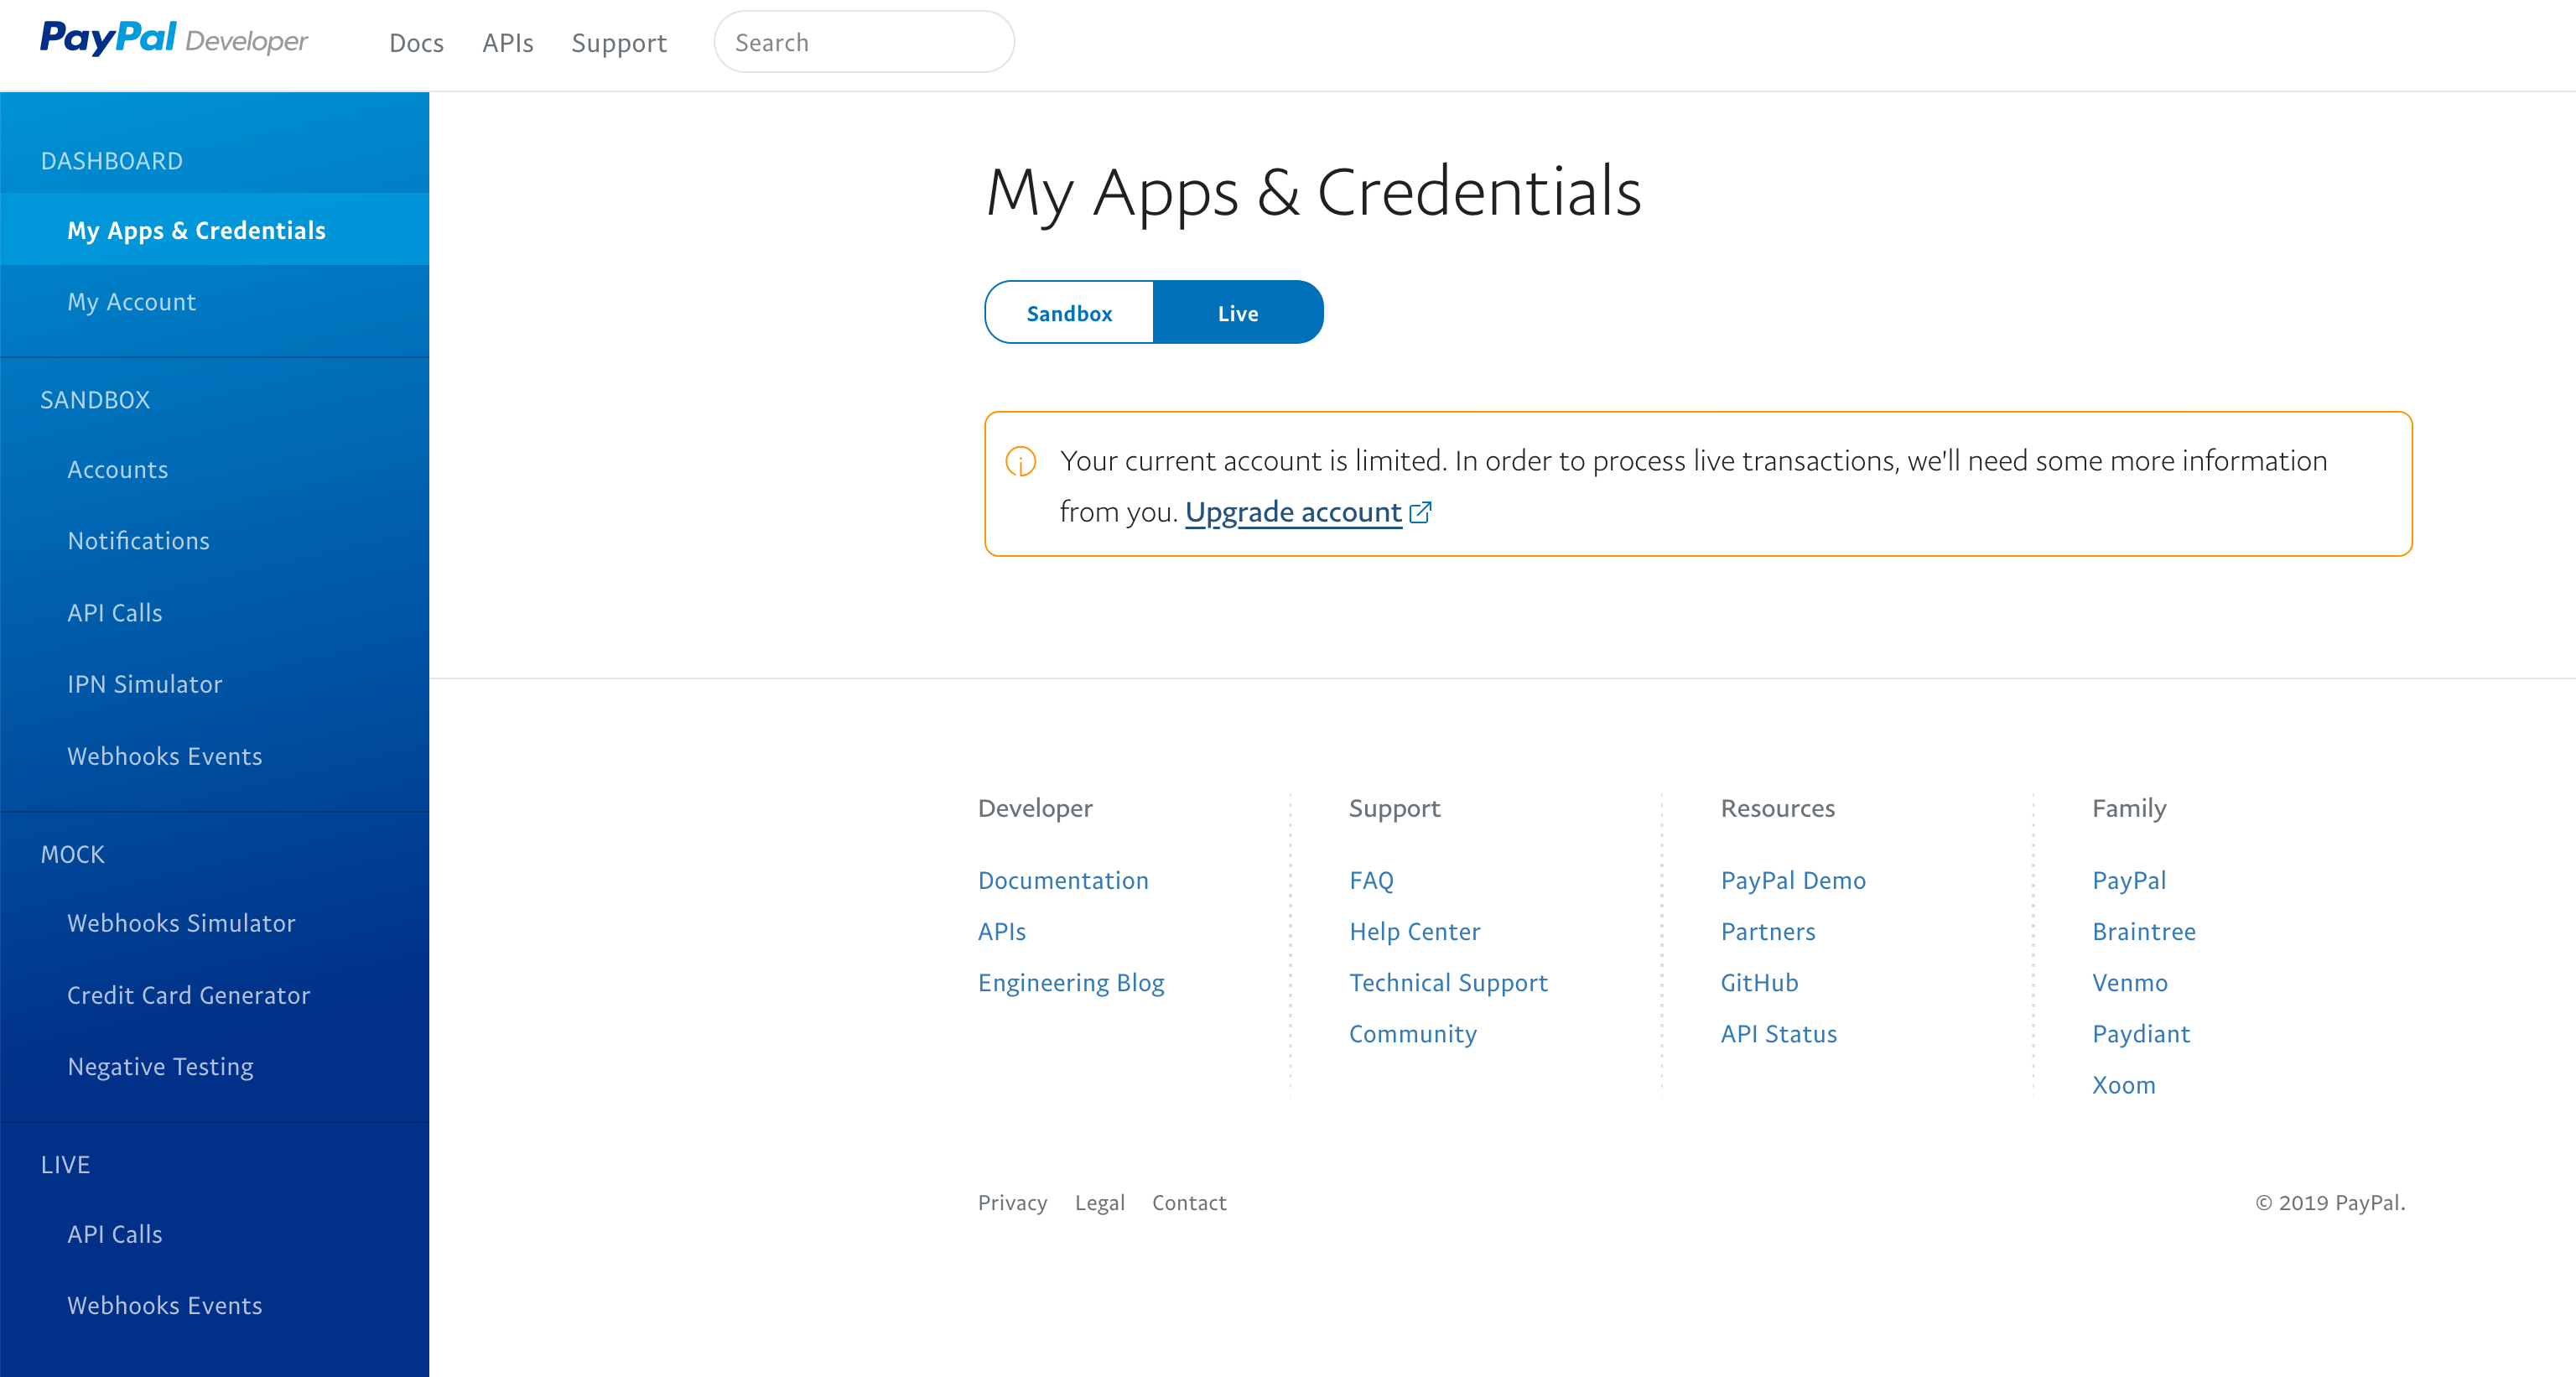 PayPal Developer
Docs APIs Support Search
DASHBOARD
My Apps & Credentials
My Account
SANDBOX
Accounts
Notifications
API Calls
IPN Simulator
Webhooks Events
MOCK
Webhooks Simulator
Credit Card Generator
Negative Testing
LIVE
API Calls
Webhooks Events
My Apps & Credentials
Sandbox Live
Your current account is limited. In order to process live transactions, we'll need some more information
from you. Upgrade account
Developer
Documentation
APIs
Engineering Blog
Support
FAQ
Help Center
Technical Support
Community
Resources
PayPal Demo
Partners
GitHub
API Status
Family
PayPal
Braintree
Venmo
Paydiant
Xoom
Privacy Legal Contact
© 2019 PayPal.